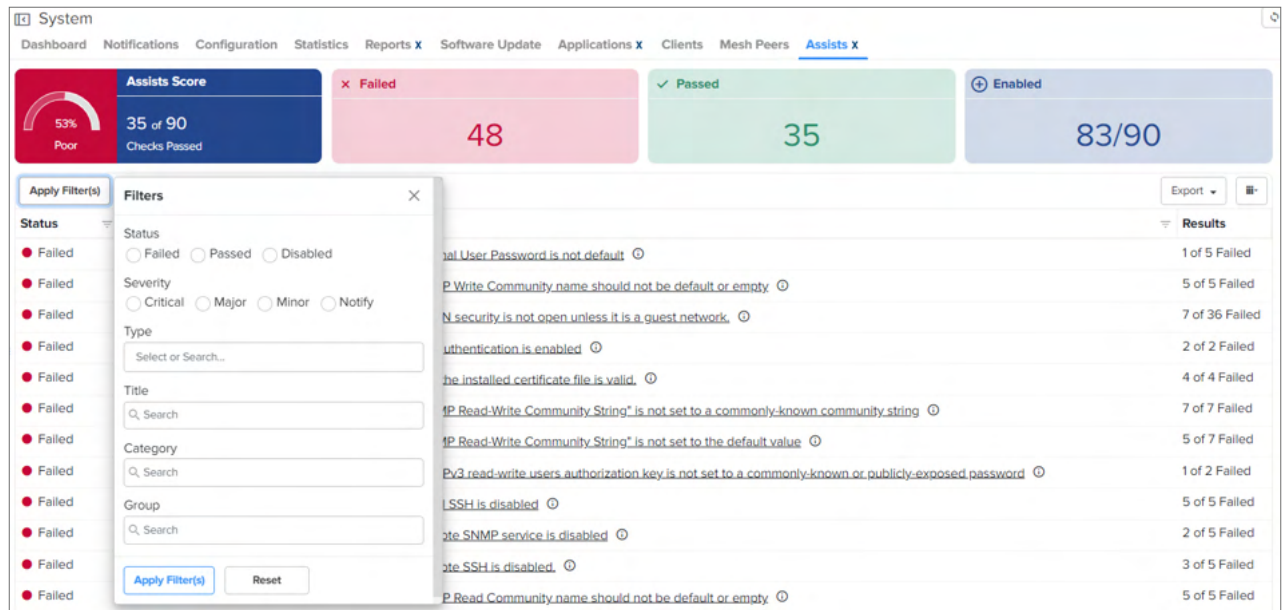 System
Dashboard Notifications Configuration Statistics Reports X Software Update Applications X Clients Mesh Peers Assists X
Assists Score
53%
Poor
35 of 90
Checks Passed
Failed
48
Passed
35
Enabled
83/90
Apply Filter(s)
Export
Status
Results
Filters
Status
Failed Passed Disabled
Severity
Critical Major Minor Notify
Type
Select or Search...
Title
Search
Category
Search
Group
Search
Apply Filter(s) Reset
Failed User Password is not default 1 of 5 Failed
Failed P Write Community name should not be default or empty 5 of 5 Failed
Failed N security is not open unless it is a guest network. 7 of 36 Failed
Failed uthentication is enabled 2 of 2 Failed
Failed he installed certificate file is valid. 4 of 4 Failed
Failed MP Read-Write Community String" is not set to a commonly-known community string 7 of 7 Failed
Failed MP Read-Write Community String" is not set to the default value 5 of 7 Failed
Failed Pv3 read-write users authorization key is not set to a commonly-known or publicly-exposed password 1 of 2 Failed
Failed SSH is disabled 5 of 5 Failed
Failed ote SNMP service is disabled 2 of 5 Failed
Failed ote SSH is disabled. 3 of 5 Failed
Failed P Read Community name should not be default or empty 5 of 5 Failed